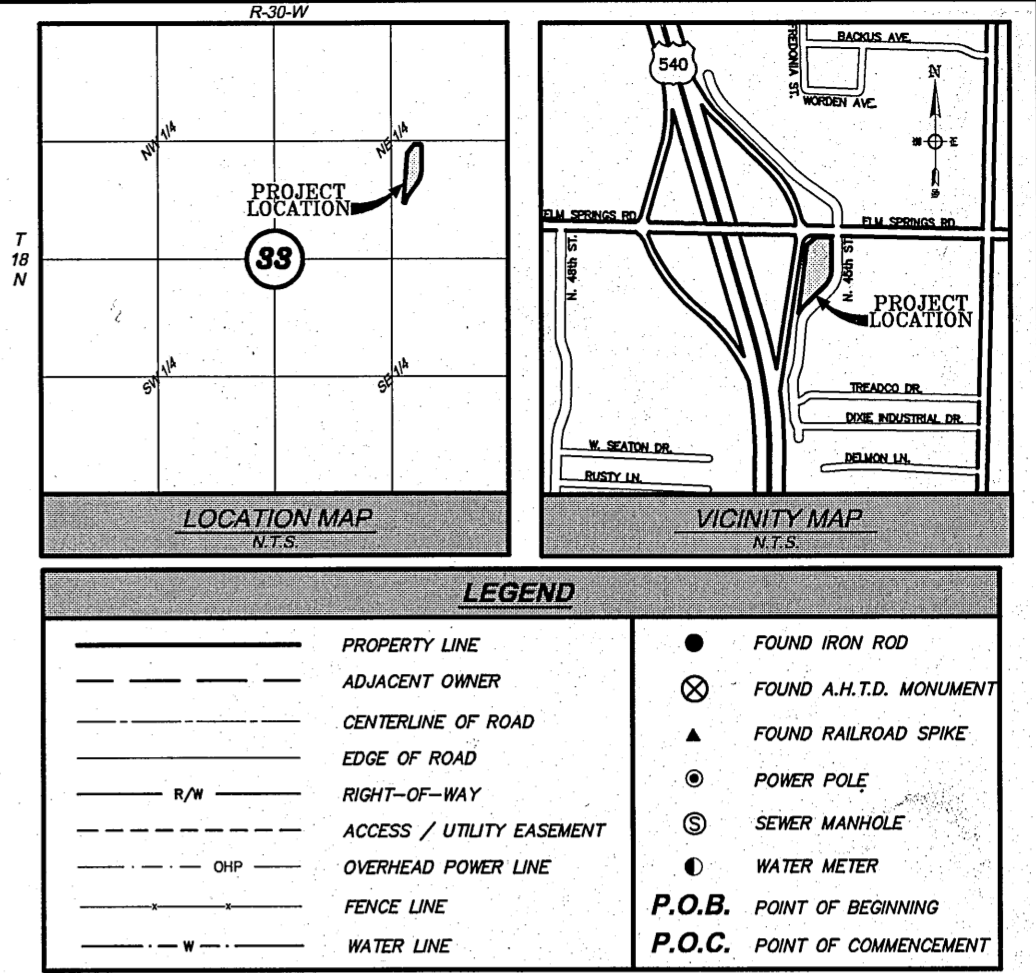 R-30-W
T
18
N
NW 1/4
NE 1/4
PROJECT
LOCATION
33
SW 1/4
SE 1/4
LOCATION MAP
N.T.S.
540
FREDONIA ST.
BACKUS AVE.
WORDEN AVE.
N
ELM SPRINGS RD
ELM SPRINGS RD
N. 48th ST.
N. 45th ST.
PROJECT
LOCATION
TREADCO DR.
DIXIE INDUSTRIAL DR.
DELMON LN.
W. SEATON DR.
RUSTY LN.
VICINITY MAP
N.T.S.
LEGEND
PROPERTY LINE
ADJACENT OWNER
CENTERLINE OF ROAD
EDGE OF ROAD
R/W RIGHT-OF-WAY
ACCESS / UTILITY EASEMENT
OHP OVERHEAD POWER LINE
x x FENCE LINE
W WATER LINE
FOUND IRON ROD
FOUND A.H.T.D. MONUMENT
FOUND RAILROAD SPIKE
POWER POLE
S SEWER MANHOLE
WATER METER
P.O.B. POINT OF BEGINNING
P.O.C. POINT OF COMMENCEMENT